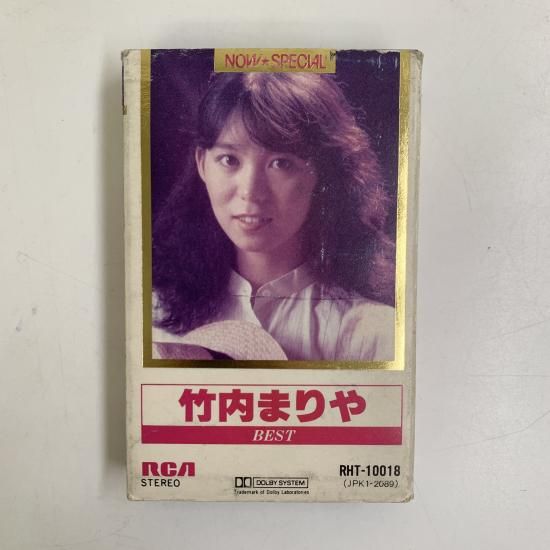 NOW★SPECIAL
竹内まりや
BEST
RCA
STEREO
DOLBY SYSTEM
Trademark of Dolby Laboratories
RHT-10018
(JPK1-2089)